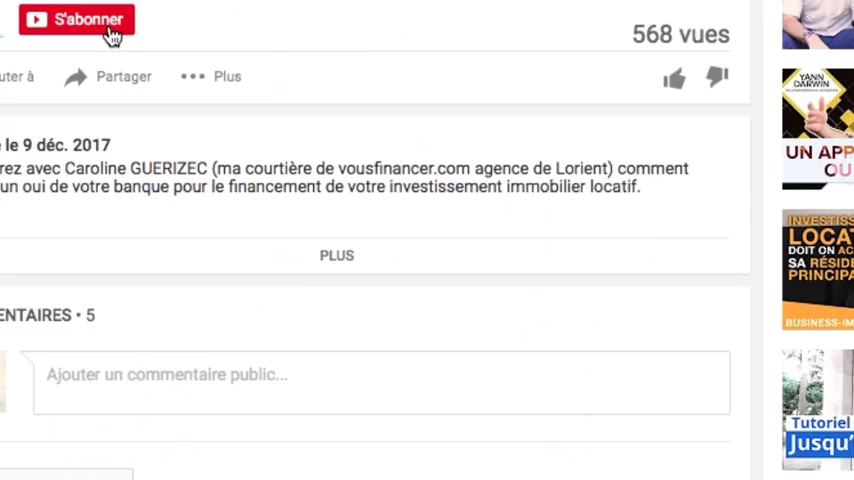 S'abonner
568 vues
uter à
Partager
Plus
le 9 déc. 2017
rez avec Caroline GUERIZEC (ma courtière de vousfinancer.com agence de Lorient) comment
un oui de votre banque pour le financement de votre investissement immobilier locatif.
PLUS
ENTAIRES • 5
Ajouter un commentaire public...
YANN
DARWIN
UN APP
OU
INVESTISS
LOCAT
DOIT ON AC
SA RÉSIDE
PRINCIPA
BUSINESS-IM
Tutoriel
Jusqu'